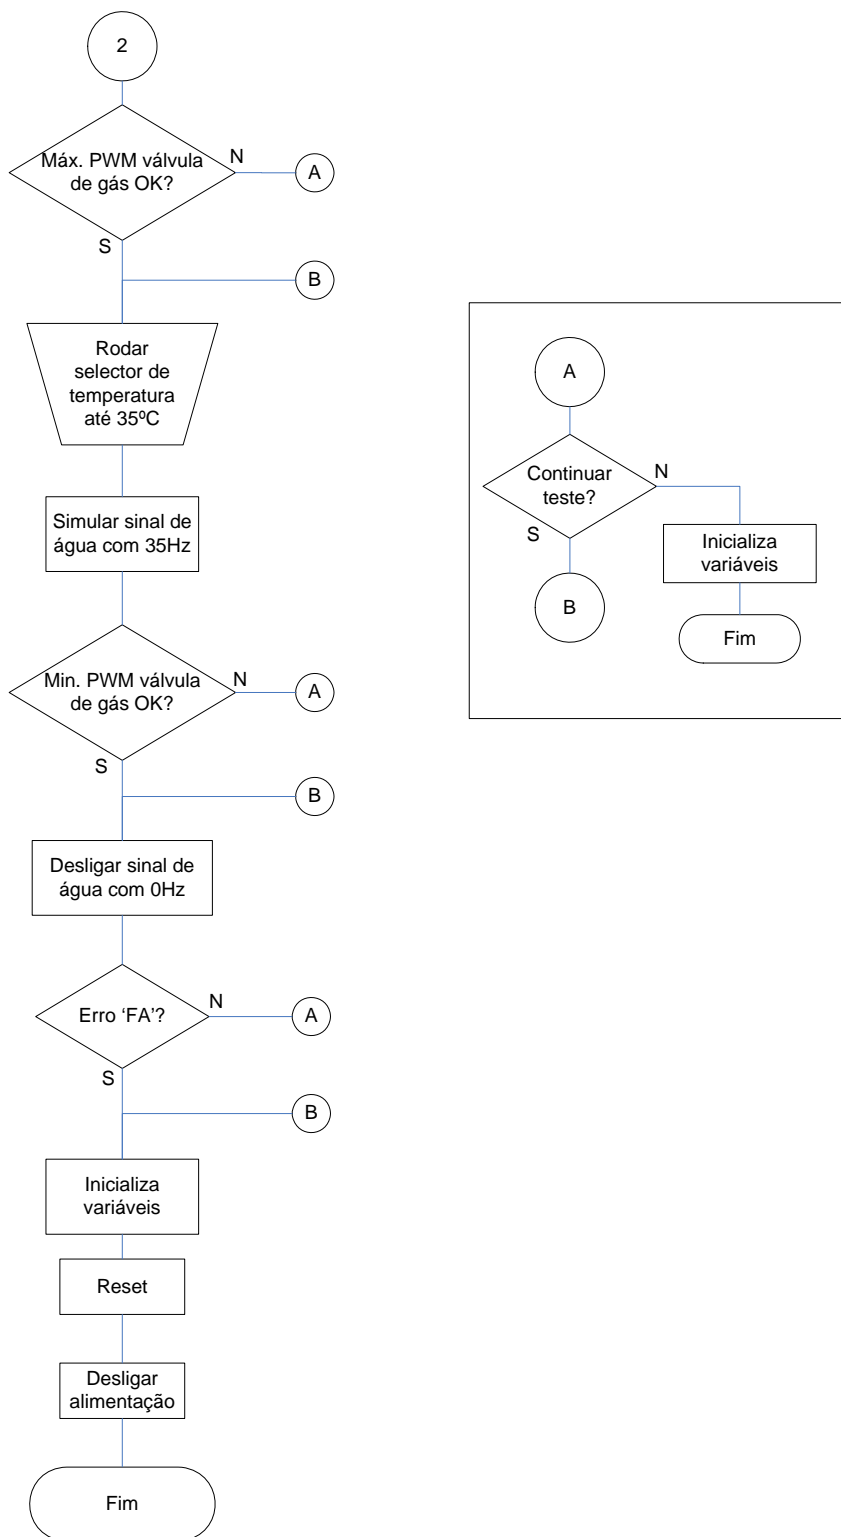 2
Máx. PWM válvula
de gás OK?
N
A
S
B
Rodar
selector de
temperatura
até 35ºC
Simular sinal de
água com 35Hz
Min. PWM válvula
de gás OK?
N
A
S
B
Desligar sinal de
água com 0Hz
Erro ‘FA’?
N
A
S
B
Inicializa
variáveis
Reset
Desligar
alimentação
Fim
A
Continuar
teste?
N
S
Inicializa
variáveis
B
Fim